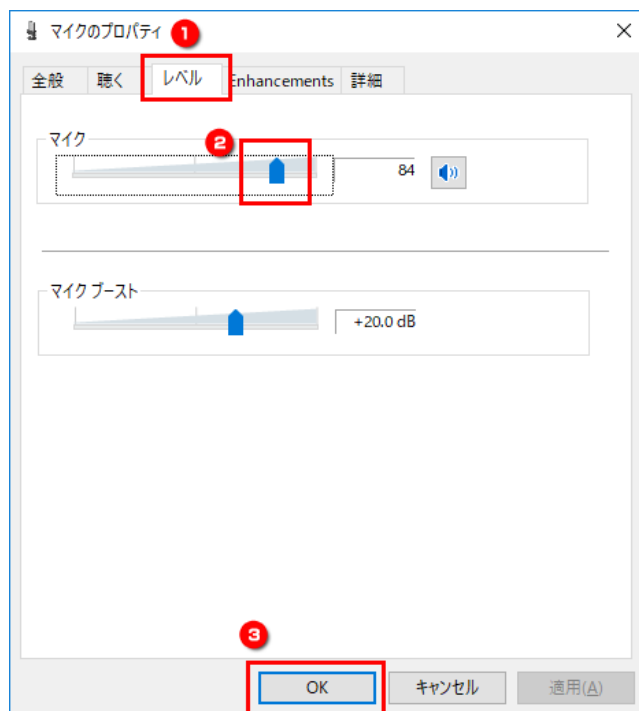 マイクのプロパティ 1
全般 聴く レベル Enhancements 詳細
マイク 2
84
マイク ブースト
+20.0 dB
3
OK キャンセル 適用(A)